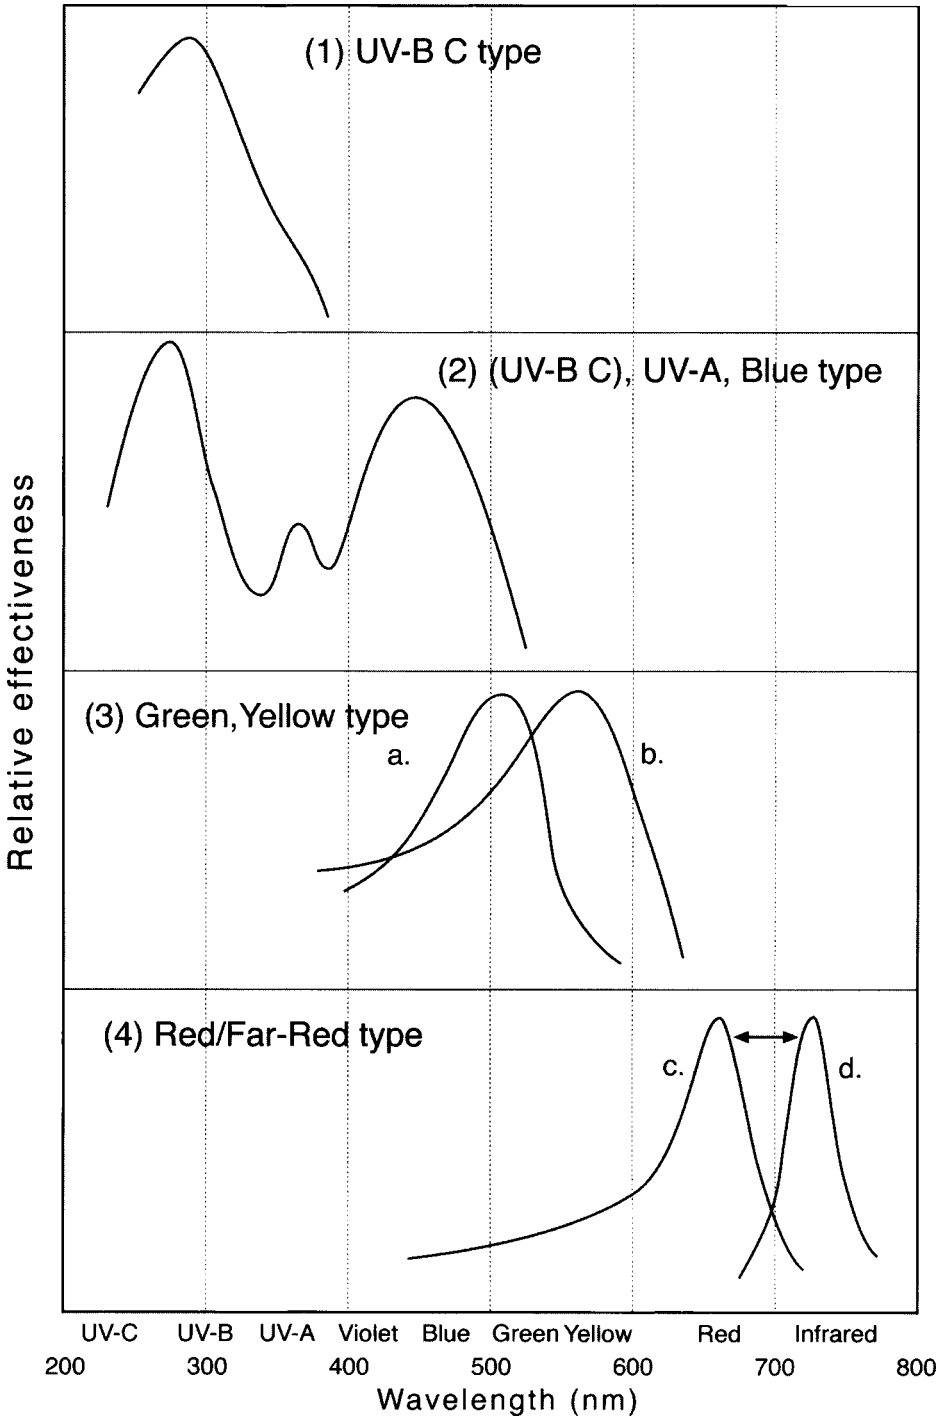 (1) UV-B C type
(2) (UV-B C), UV-A, Blue type
(3) Green, Yellow type
a.
b.
(4) Red/Far-Red type
c.
d.
Relative effectiveness
UV-C UV-B UV-A Violet Blue Green Yellow Red Infrared
200 300 400 500 600 700 800
Wavelength (nm)